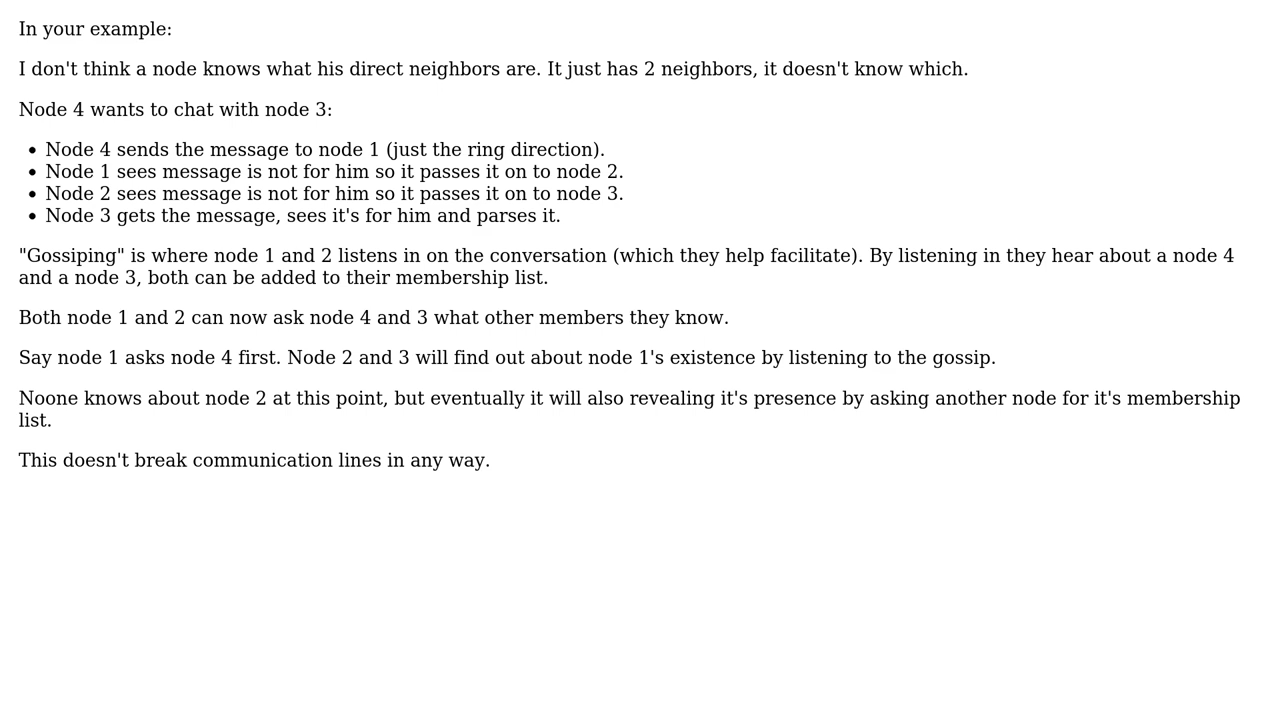 In your example:
I don't think a node knows what his direct neighbors are. It just has 2 neighbors, it doesn't know which.
Node 4 wants to chat with node 3:
• Node 4 sends the message to node 1 (just the ring direction).
• Node 1 sees message is not for him so it passes it on to node 2.
• Node 2 sees message is not for him so it passes it on to node 3.
• Node 3 gets the message, sees it's for him and parses it.
"Gossiping" is where node 1 and 2 listens in on the conversation (which they help facilitate). By listening in they hear about a node 4
and a node 3, both can be added to their membership list.
Both node 1 and 2 can now ask node 4 and 3 what other members they know.
Say node 1 asks node 4 first. Node 2 and 3 will find out about node 1's existence by listening to the gossip.
Noone knows about node 2 at this point, but eventually it will also revealing it's presence by asking another node for it's membership
list.
This doesn't break communication lines in any way.